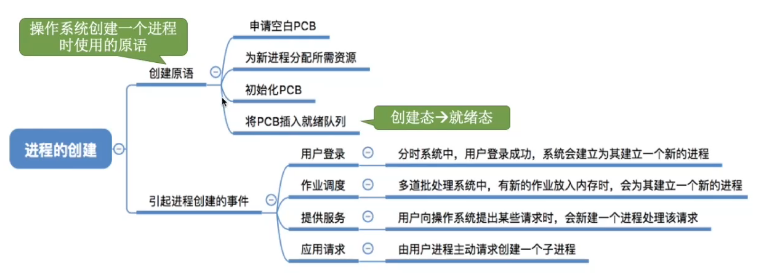 操作系统创建一个进程
时使用的原语
申请空白PCB
为新进程分配所需资源
创建原语
初始化PCB
将PCB插入就绪队列
创建态→就绪态
进程的创建
用户登录
分时系统中，用户登录成功，系统会建立为其建立一个新的进程
作业调度
多道批处理系统中，有新的作业放入内存时，会为其建立一个新的进程
引起进程创建的事件
提供服务
用户向操作系统提出某些请求时，会新建一个进程处理该请求
应用请求
由用户进程主动请求创建一个子进程